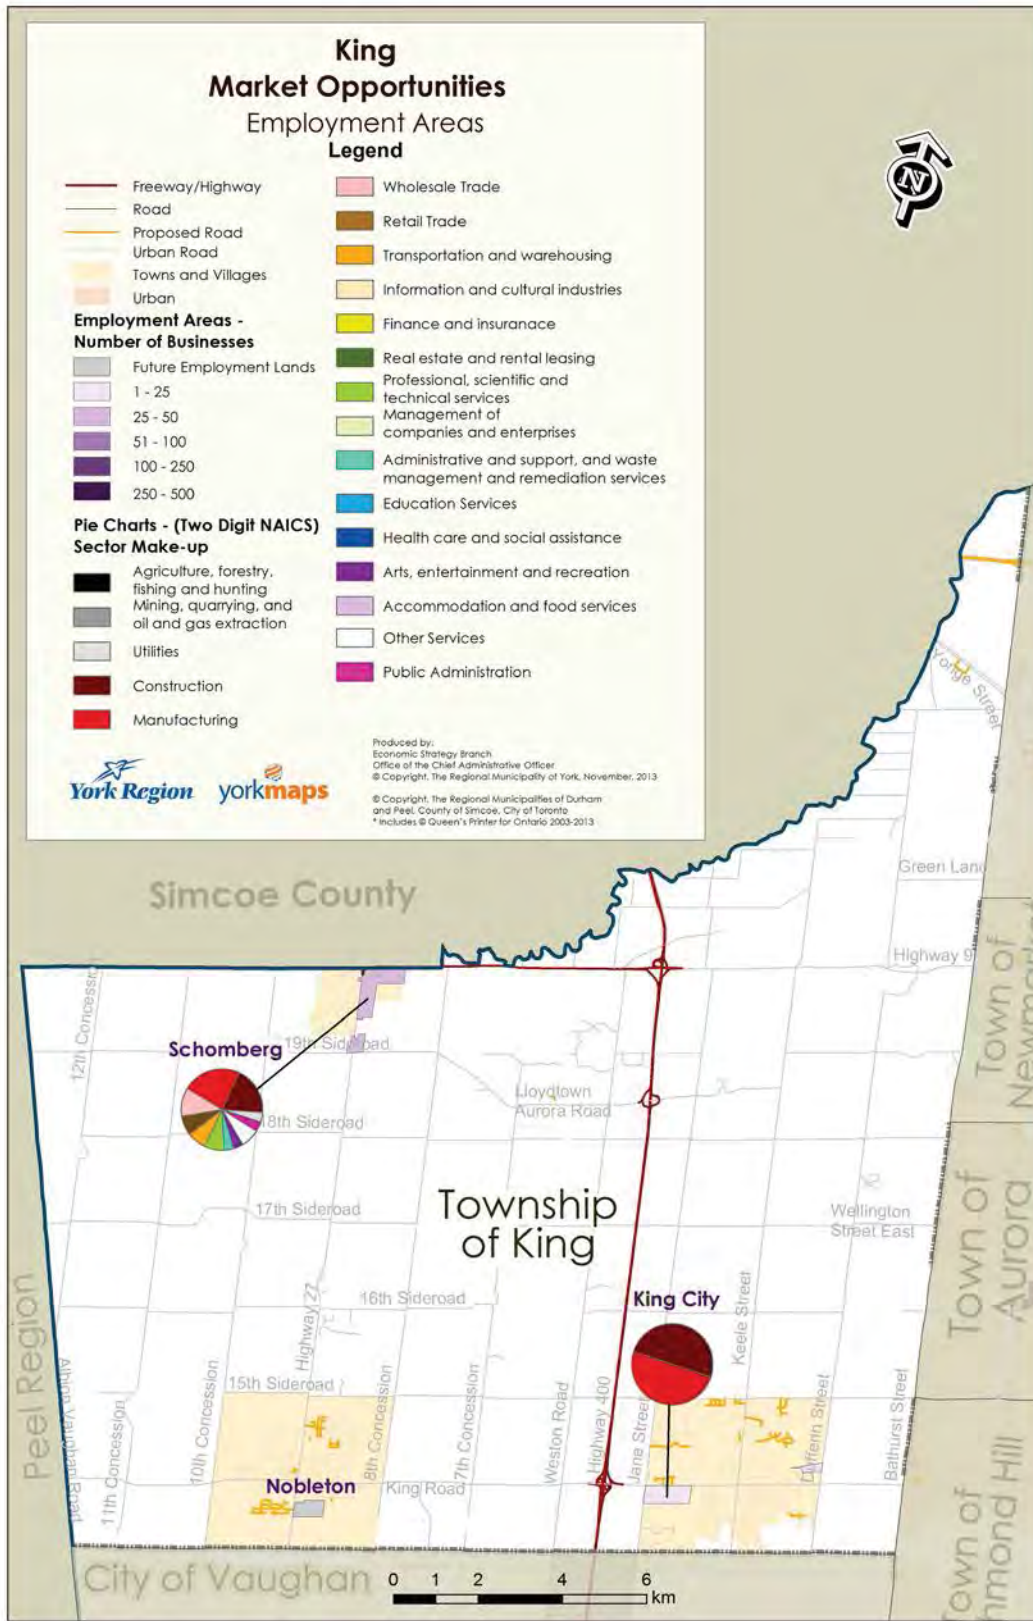 King
Market Opportunities
Employment Areas
Legend
Freeway/Highway
Road
Proposed Road
Urban Road
Towns and Villages
Urban
Employment Areas -
Number of Businesses
Future Employment Lands
1 - 25
25 - 50
51 - 100
100 - 250
250 - 500
Pie Charts - (Two Digit NAICS)
Sector Make-up
Agriculture, forestry,
fishing and hunting
Mining, quarrying, and
oil and gas extraction
Utilities
Construction
Manufacturing
Wholesale Trade
Retail Trade
Transportation and warehousing
Information and cultural industries
Finance and insuranace
Real estate and rental leasing
Professional, scientific and
technical services
Management of
companies and enterprises
Administrative and support, and waste
management and remediation services
Education Services
Health care and social assistance
Arts, entertainment and recreation
Accommodation and food services
Other Services
Public Administration
York Region
yorkmaps
Produced by:
Economic Strategy Branch
Office of the Chief Administrative Officer
© Copyright, The Regional Municipality of York, November, 2013
© Copyright, The Regional Municipalities of Durham
and Peel, County of Simcoe, City of Toronto
* Includes © Queen's Printer for Ontario 2003-2013
N
Yonge Street
Simcoe County
Green Lane
Highway 9
Town of
12th Concession
Schomberg
19th Sideroad
Lloydtown
Aurora Road
18th Sideroad
Township
of King
17th Sideroad
Wellington
Street East
Town of
Aurora
16th Sideroad
King City
Highway 27
Keele Street
Peel Region
15th Sideroad
Albion Vaughan Road
11th Concession
10th Concession
8th Concession
7th Concession
Weston Road
Highway 400
Jane Street
Dufferin Street
Bathurst Street
Nobleton
King Road
Town of
City of Vaughan
0 1 2 4 6
km